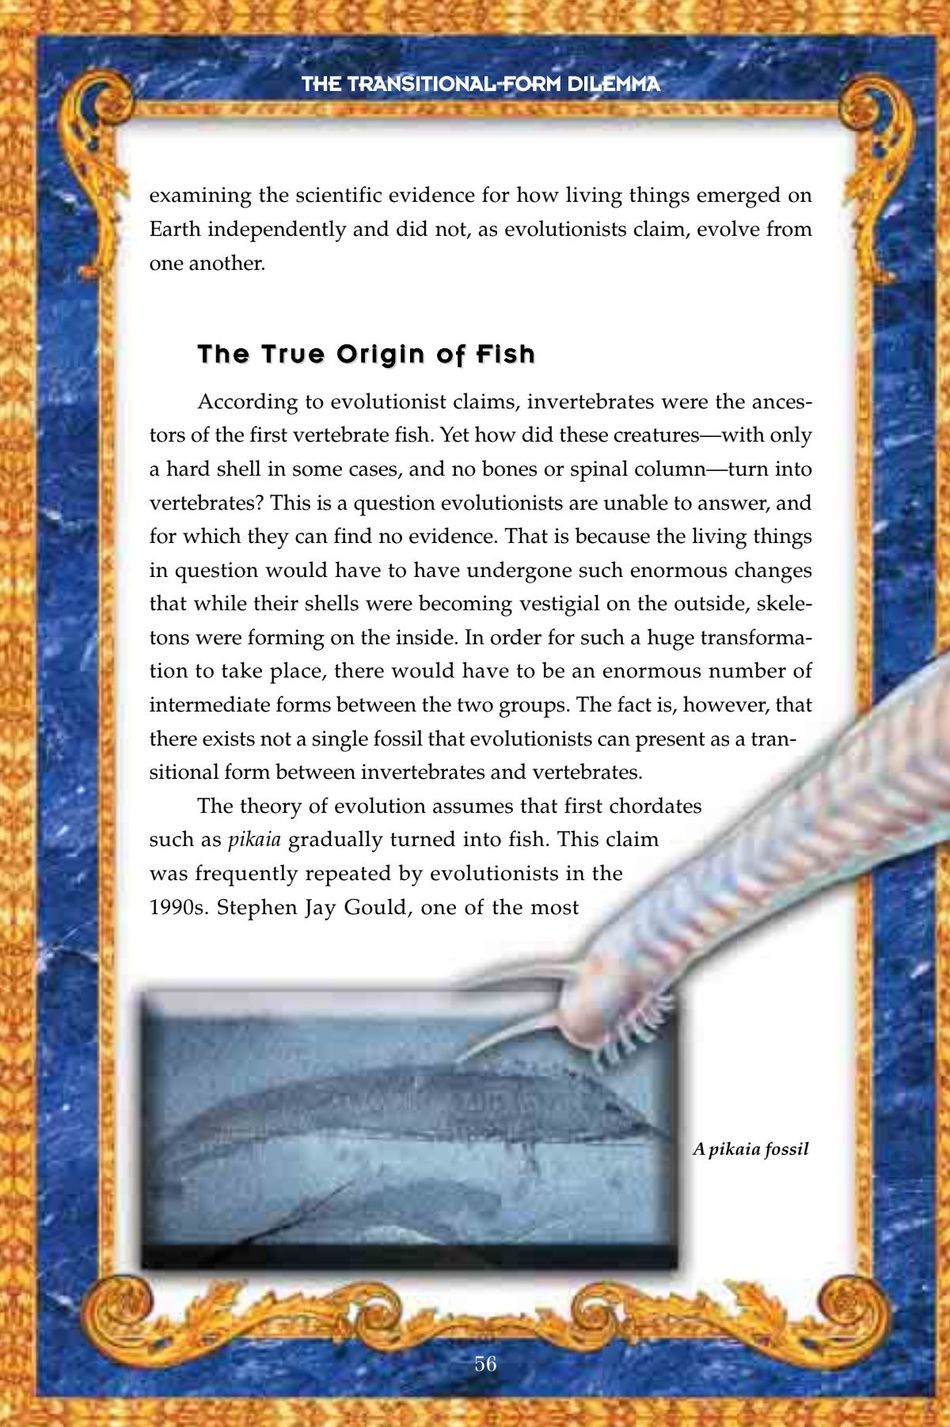 THE TRANSITIONAL-FORM DILEMMA
examining the scientific evidence for how living things emerged on
Earth independently and did not, as evolutionists claim, evolve from
one another.
The True Origin of Fish
According to evolutionist claims, invertebrates were the ances-
tors of the first vertebrate fish. Yet how did these creatures—with only
a hard shell in some cases, and no bones or spinal column—turn into
vertebrates? This is a question evolutionists are unable to answer, and
for which they can find no evidence. That is because the living things
in question would have to have undergone such enormous changes
that while their shells were becoming vestigial on the outside, skele-
tons were forming on the inside. In order for such a huge transforma-
tion to take place, there would have to be an enormous number of
intermediate forms between the two groups. The fact is, however, that
there exists not a single fossil that evolutionists can present as a tran-
sitional form between invertebrates and vertebrates.
The theory of evolution assumes that first chordates
such as pikaia gradually turned into fish. This claim
was frequently repeated by evolutionists in the
1990s. Stephen Jay Gould, one of the most
A pikaia fossil
56